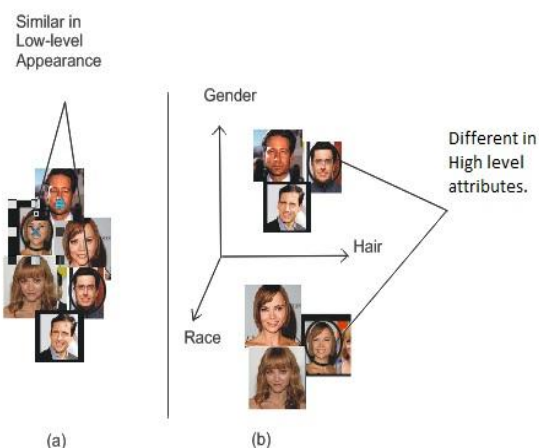 Similar in
Low-level
Appearance
Gender
Different in
High level
attributes.
Hair
Race
(a)
(b)